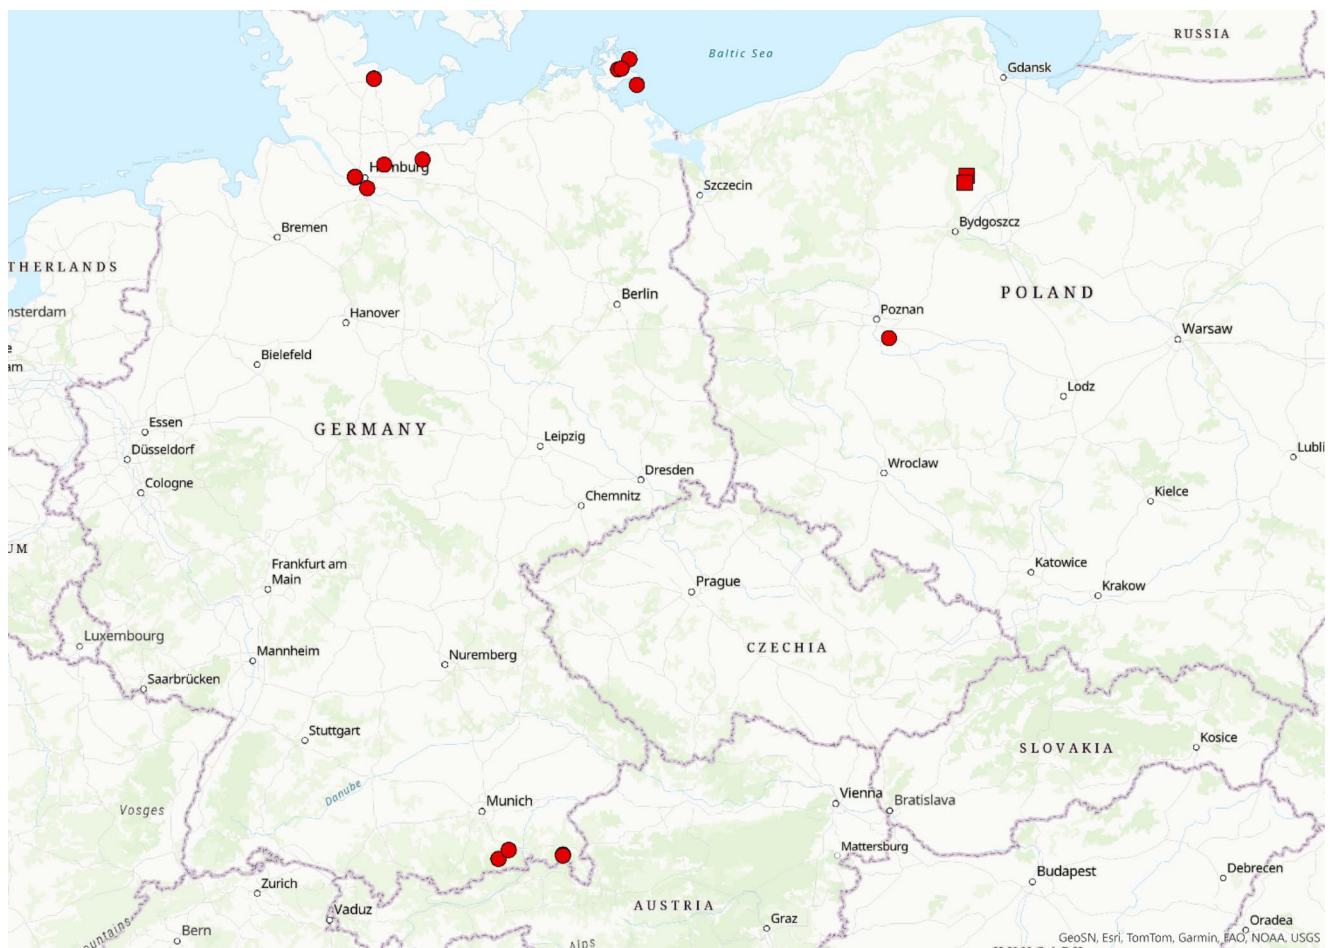 RUSSIA
Baltic Sea
Gdansk
Hamburg
Szczecin
Bremen
Bydgoszcz
THERLANDS
Berlin
POLAND
nsterdam
Hanover
Poznan
Warsaw
e
Bielefeld
am
Lodz
Essen
GERMANY
Leipzig
Düsseldorf
Lubli
Dresden
Wroclaw
Cologne
Chemnitz
Kielce
UM
Frankfurt am
Main
Katowice
Prague
Krakow
Luxembourg
Mannheim
Nuremberg
CZECHIA
Saarbrücken
Stuttgart
Kosice
SLOVAKIA
Danube
Vienna
Munich
Bratislava
Vosges
Mattersburg
Budapest
Debrecen
Zurich
AUSTRIA
Vaduz
Graz
Oradea
Bern
ountains
Alps
GeoSN, Esri, TomTom, Garmin, FAO, NOAA, USGS